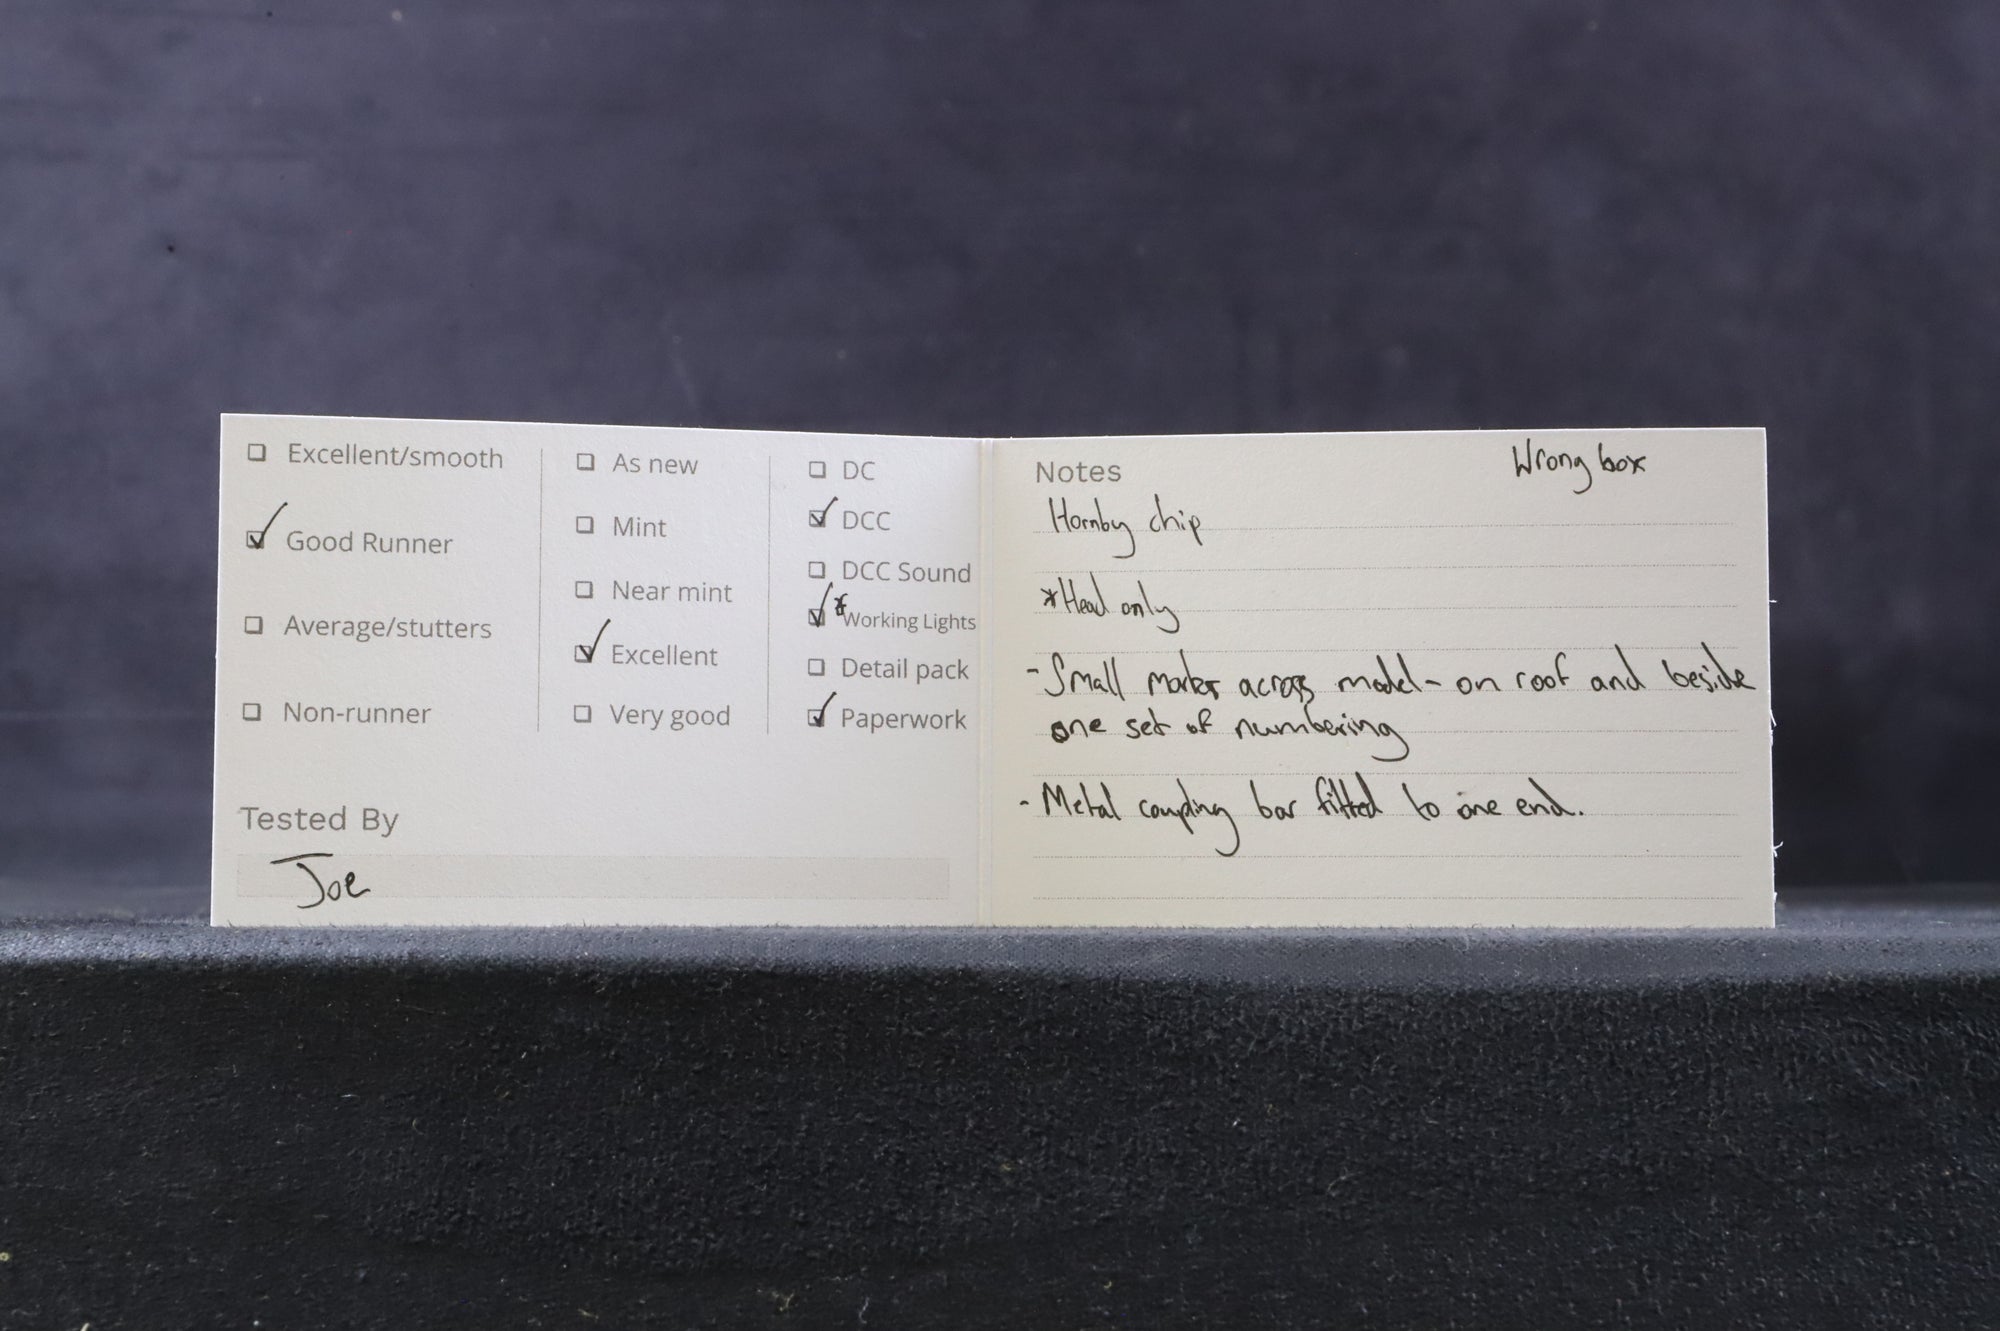 ☐ Excellent/smooth
☑ Good Runner
☐ Average/stutters
☐ Non-runner
☐ As new
☐ Mint
☐ Near mint
☑ Excellent
☐ Very good
☐ DC
☑ DCC
☐ DCC Sound
☑ *Working Lights
☐ Detail pack
☑ Paperwork
Tested By
Joe
Notes
Wrong box
Hornby chip
*Head only
- Small marks across model - on roof and beside
one set of numbering
- Metal coupling bar fitted to one end.